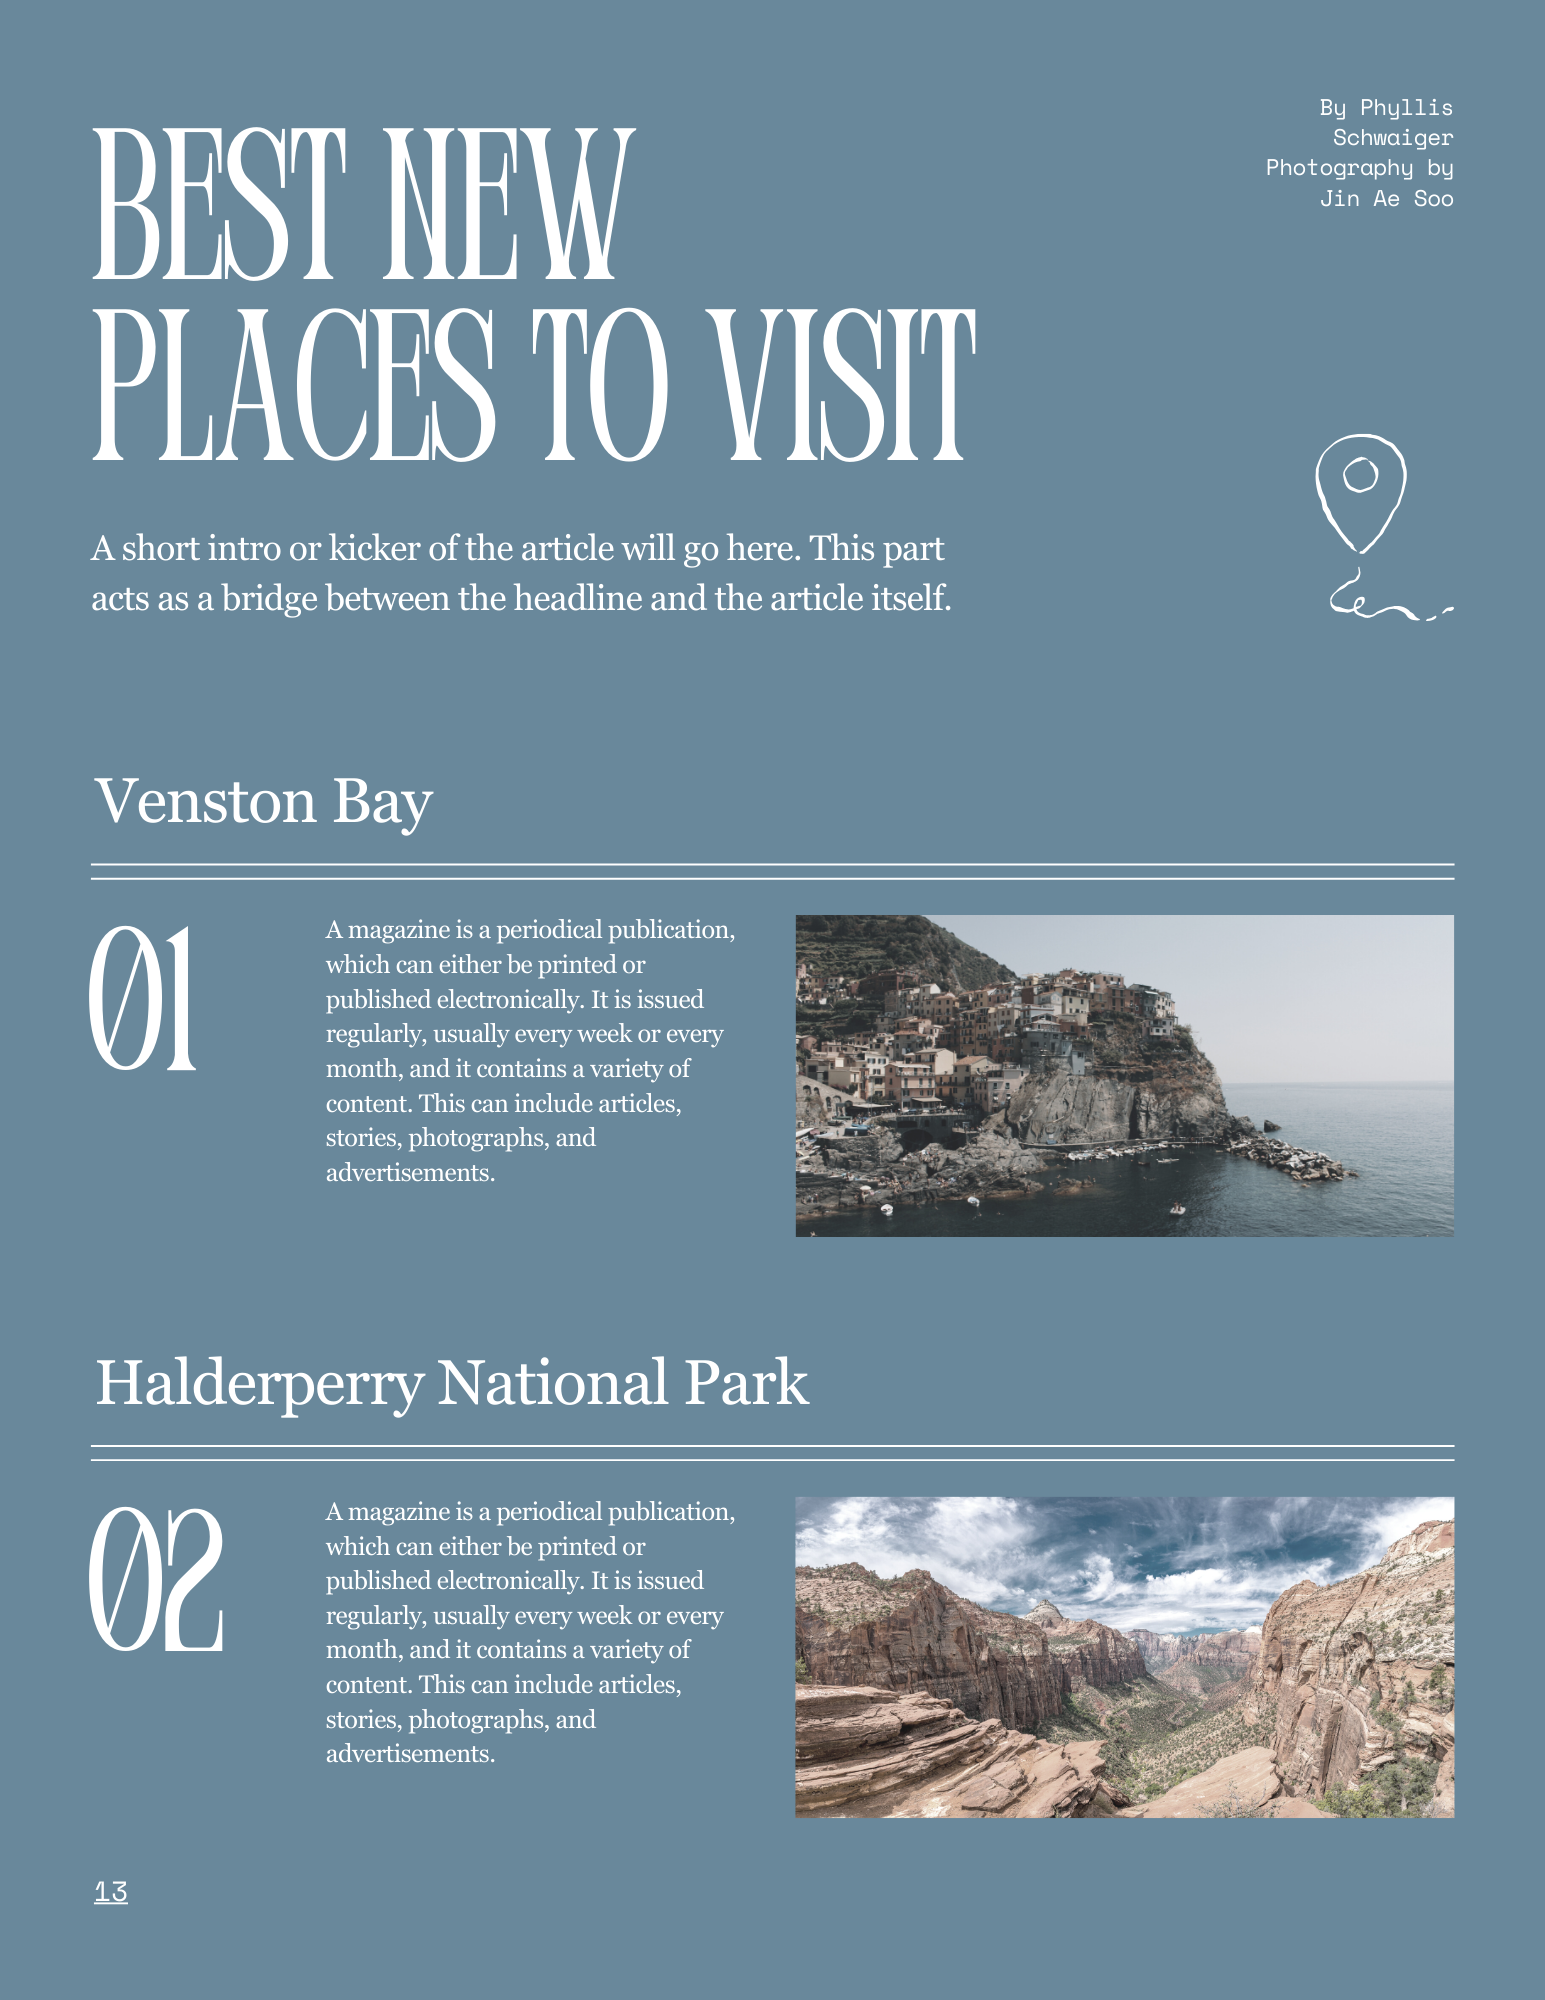 By Phyllis
Schwaiger
Photography by
Jin Ae Soo
BEST NEW
PLACES TO VISIT
A short intro or kicker of the article will go here. This part
acts as a bridge between the headline and the article itself.
Venston Bay
01
A magazine is a periodical publication,
which can either be printed or
published electronically. It is issued
regularly, usually every week or every
month, and it contains a variety of
content. This can include articles,
stories, photographs, and
advertisements.
Halderperry National Park
02
A magazine is a periodical publication,
which can either be printed or
published electronically. It is issued
regularly, usually every week or every
month, and it contains a variety of
content. This can include articles,
stories, photographs, and
advertisements.
13